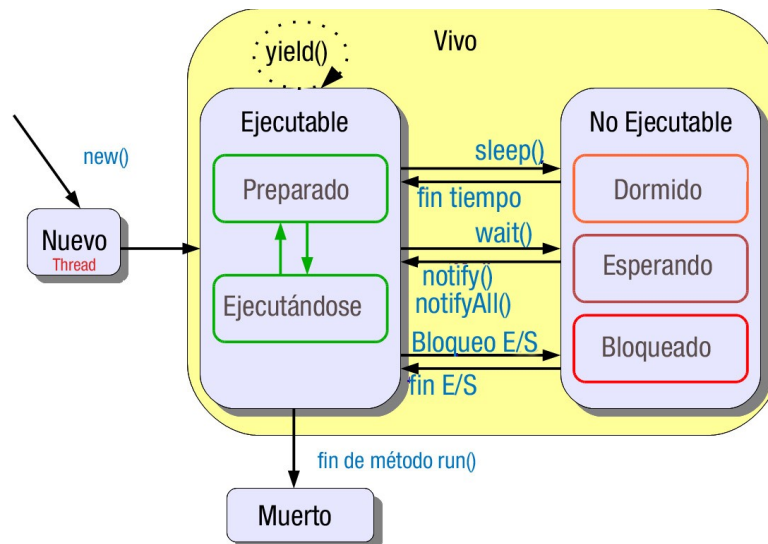 Vivo
yield()
new()
Nuevo
Thread
Ejecutable
Preparado
Ejecutándose
sleep()
fin tiempo
wait()
notify()
notifyAll()
Bloqueo E/S
fin E/S
No Ejecutable
Dormido
Esperando
Bloqueado
fin de método run()
Muerto